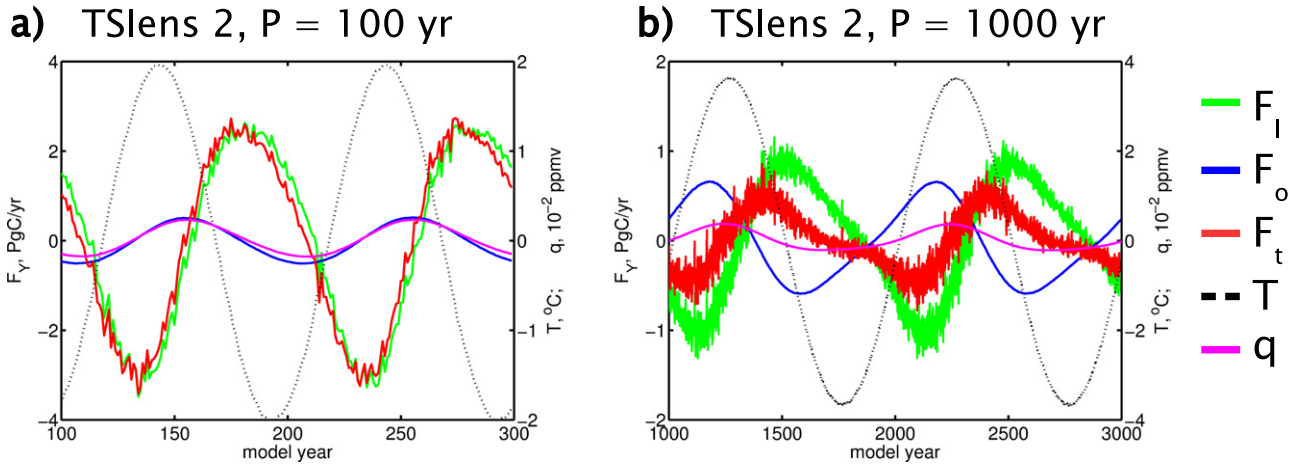 a) TSlens 2, P = 100 yr
4
2
0
−2
−4
F_Y, PgC/yr
100
150
200
250
300
model year
2
1
0
−1
−2
T, °C; q, 10⁻² ppmv
b) TSlens 2, P = 1000 yr
2
1
0
−1
−2
F_Y, PgC/yr
1000
1500
2000
2500
3000
model year
4
2
0
−2
−4
T, °C; q, 10⁻² ppmv
F_l
F_o
F_t
T
q